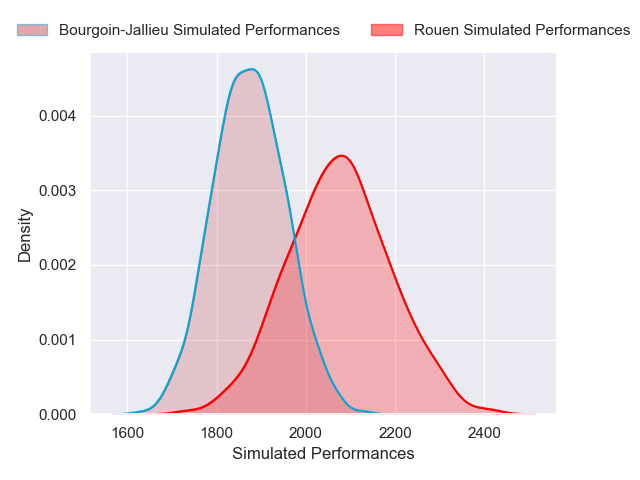 Bourgoin-Jallieu Simulated Performances
Rouen Simulated Performances
0.004
0.003
0.002
0.001
0.000
Density
1600 1800 2000 2200 2400
Simulated Performances